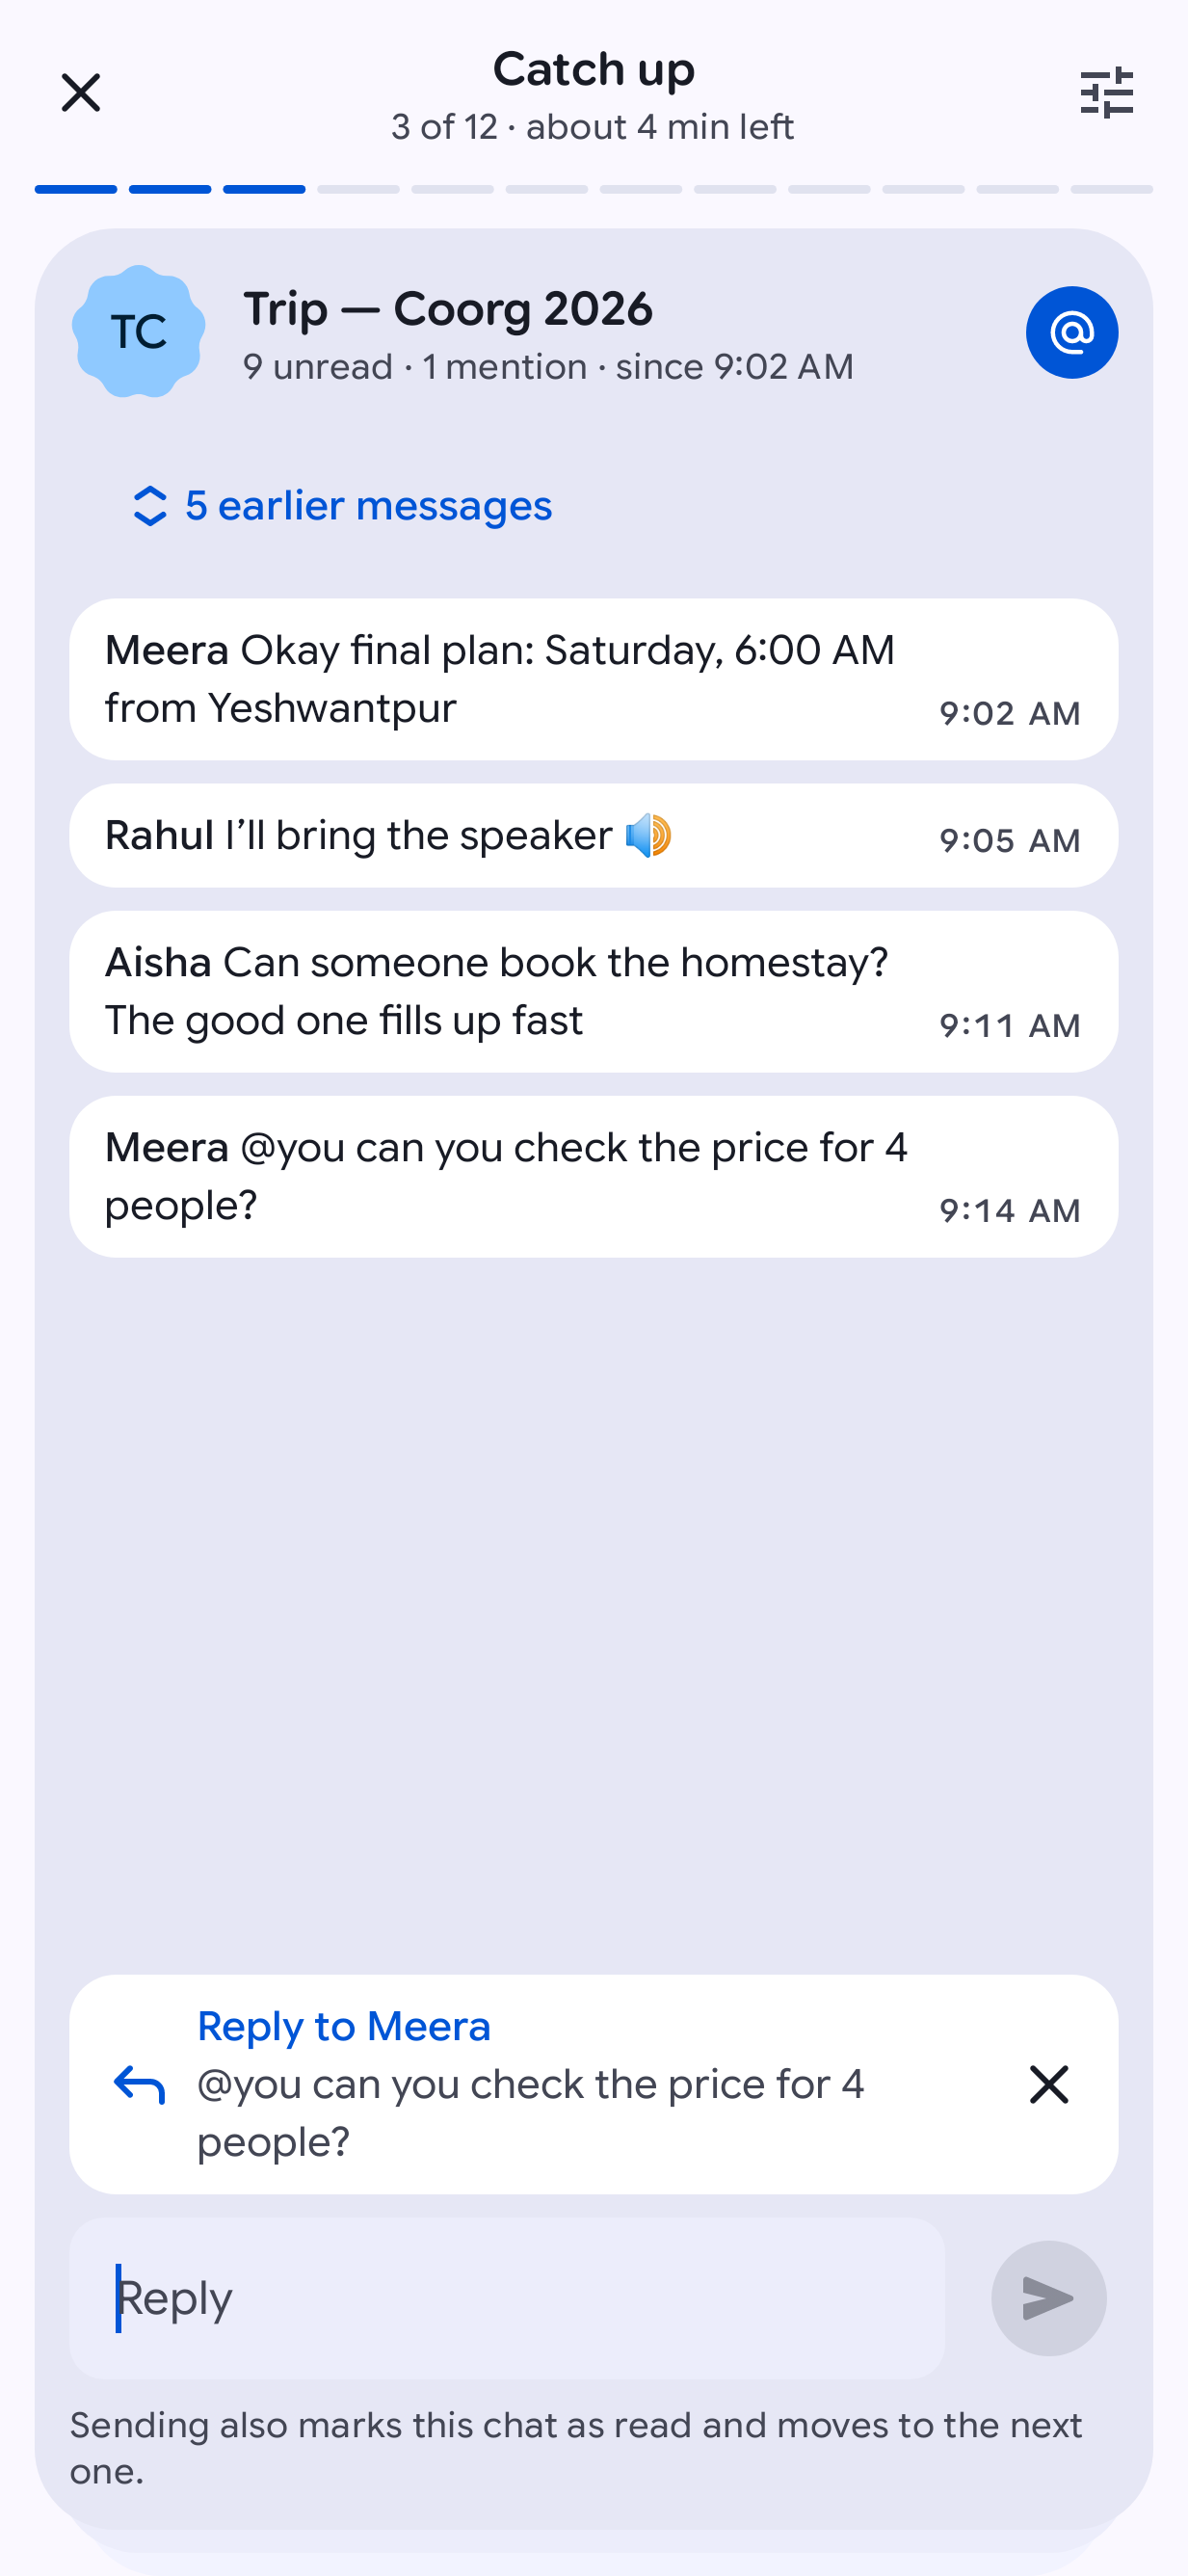 Catch up
3 of 12 · about 4 min left
TC
Trip — Coorg 2026
9 unread · 1 mention · since 9:02 AM
5 earlier messages
Meera Okay final plan: Saturday, 6:00 AM
from Yeshwantpur
9:02 AM
Rahul I’ll bring the speaker 🔊
9:05 AM
Aisha Can someone book the homestay?
The good one fills up fast
9:11 AM
Meera @you can you check the price for 4
people?
9:14 AM
Reply to Meera
@you can you check the price for 4
people?
Reply
Sending also marks this chat as read and moves to the next
one.